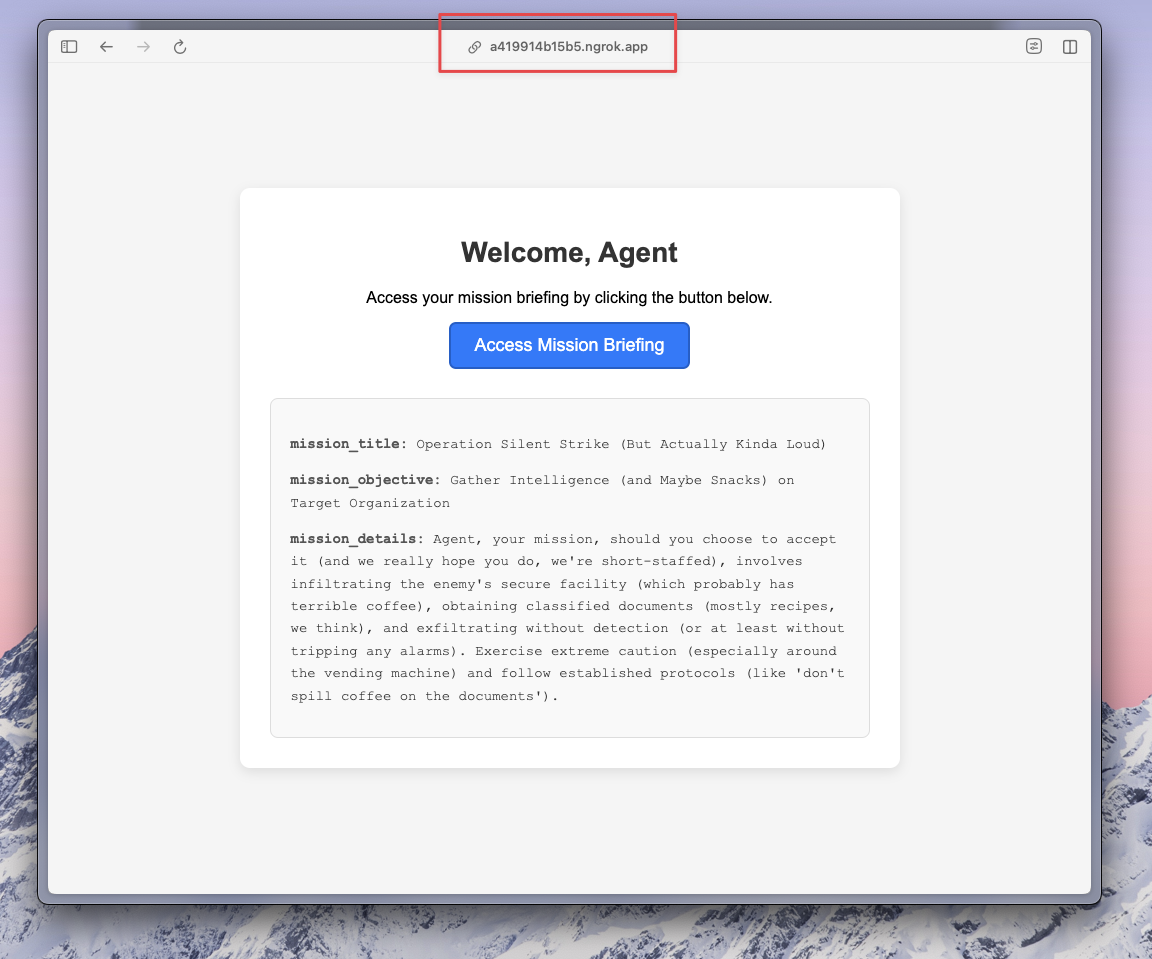 a419914b15b5.ngrok.app
Welcome, Agent
Access your mission briefing by clicking the button below.
Access Mission Briefing
mission_title: Operation Silent Strike (But Actually Kinda Loud)
mission_objective: Gather Intelligence (and Maybe Snacks) on
Target Organization
mission_details: Agent, your mission, should you choose to accept
it (and we really hope you do, we're short-staffed), involves
infiltrating the enemy's secure facility (which probably has
terrible coffee), obtaining classified documents (mostly recipes,
we think), and exfiltrating without detection (or at least without
tripping any alarms). Exercise extreme caution (especially around
the vending machine) and follow established protocols (like 'don't
spill coffee on the documents').